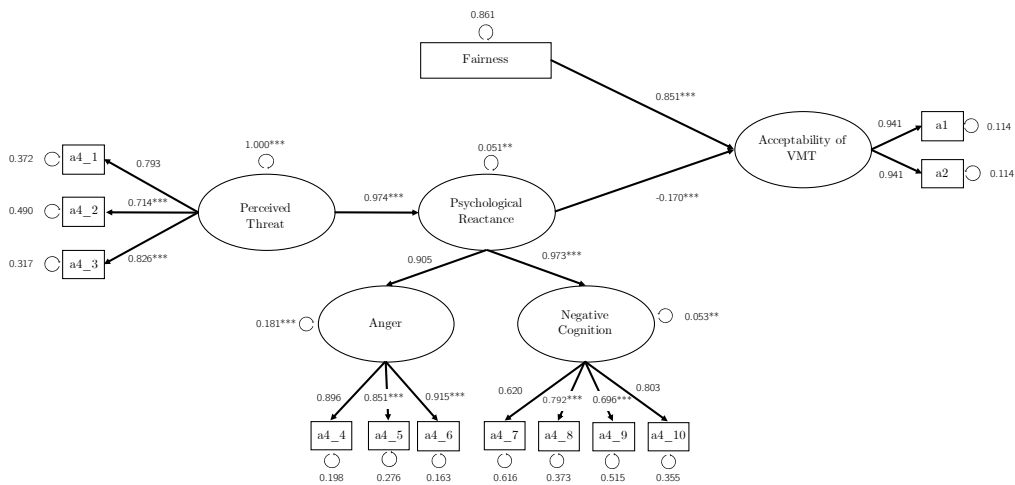 0.861
Fairness
0.851***
Acceptability of
VMT
0.941
a1
0.114
0.941
a2
0.114
0.372
a4_1
0.793
1.000***
0.051**
0.490
a4_2
0.714***
Perceived
Threat
0.974***
Psychological
Reactance
-0.170***
0.317
a4_3
0.826***
0.905
0.973***
0.181***
Anger
Negative
Cognition
0.053**
0.896
0.851***
0.915***
0.620
0.792***
0.696***
0.803
a4_4
a4_5
a4_6
a4_7
a4_8
a4_9
a4_10
0.198
0.276
0.163
0.616
0.373
0.515
0.355